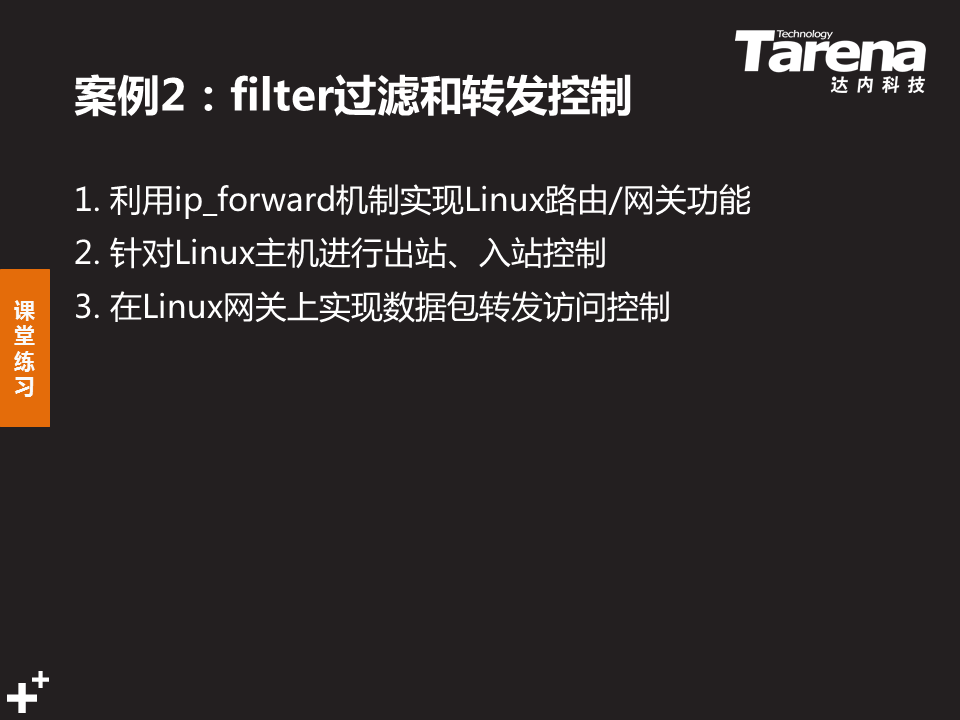 Technology
Tarena
达内科技
案例2：filter过滤和转发控制
1. 利用ip_forward机制实现Linux路由/网关功能
2. 针对Linux主机进行出站、入站控制
3. 在Linux网关上实现数据包转发访问控制
课
堂
练
习